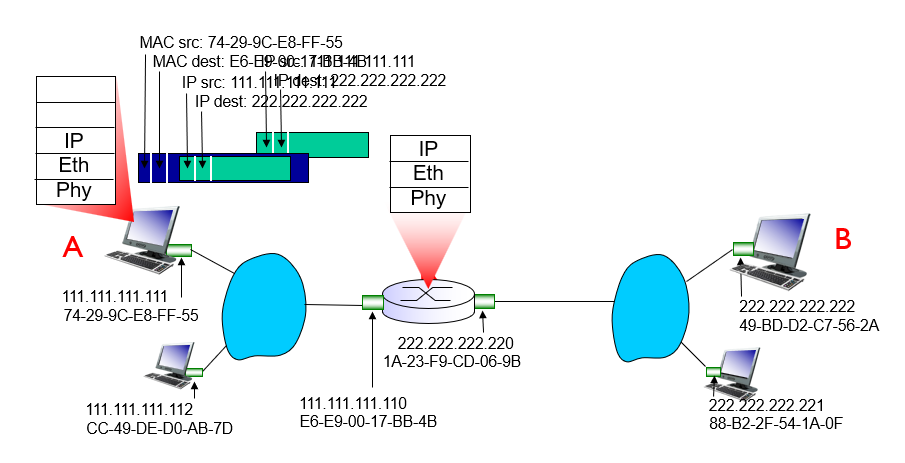 MAC src: 74-29-9C-E8-FF-55
MAC dest: E6-E9-00-17-BB-4B
IP src: 111.111.111.111
IP dest: 222.222.222.222
IP src: 111.111.111.111
IP dest: 222.222.222.222
IP
Eth
Phy
IP
Eth
Phy
A
B
111.111.111.111
74-29-9C-E8-FF-55
222.222.222.222
49-BD-D2-C7-56-2A
222.222.222.220
1A-23-F9-CD-06-9B
111.111.111.112
CC-49-DE-D0-AB-7D
111.111.111.110
E6-E9-00-17-BB-4B
222.222.222.221
88-B2-2F-54-1A-0F